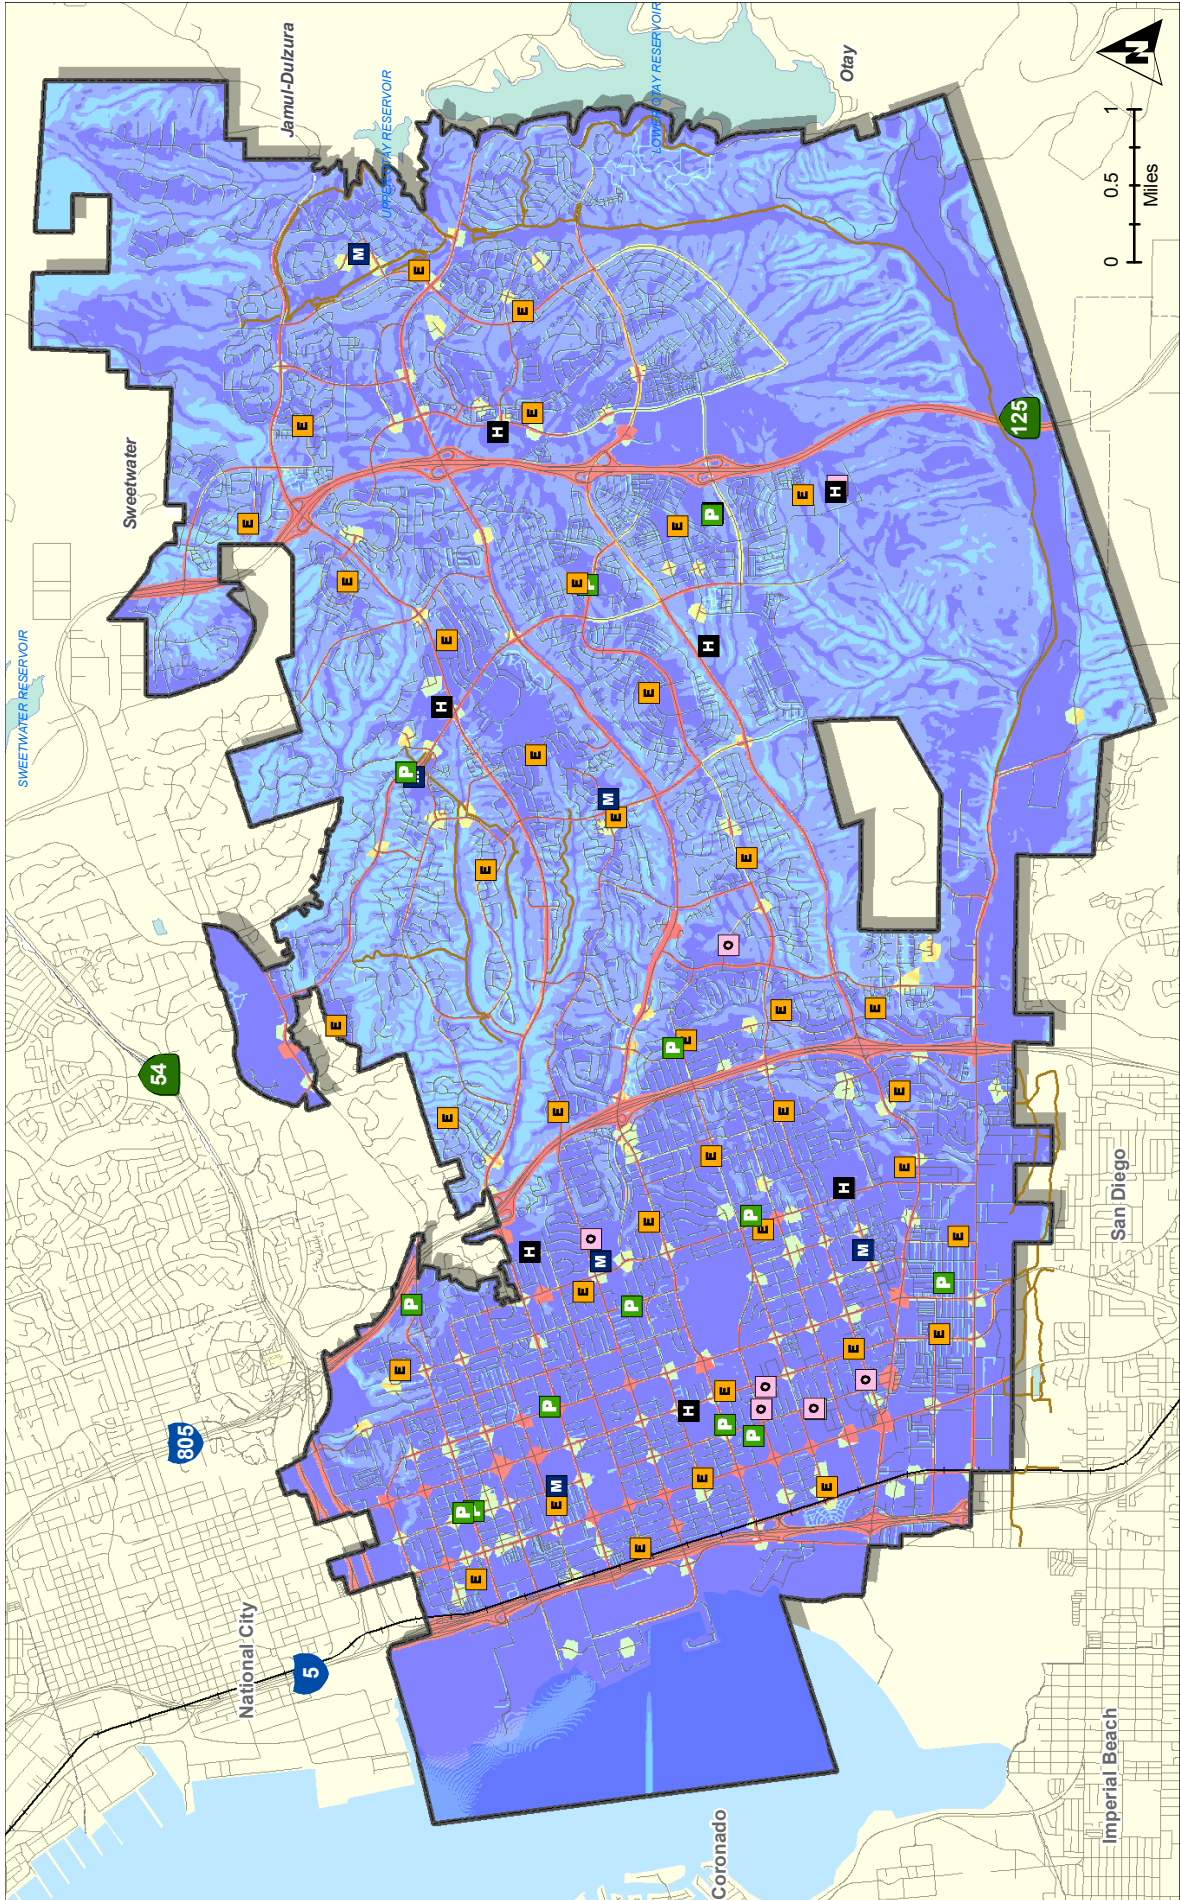 Jamul-Dulzura
UPPER OTAY RESERVOIR
LOWER OTAY RESERVOIR
Otay
N
0
0.5
1
Miles
Sweetwater
SWEETWATER RESERVOIR
125
54
805
5
National City
San Diego
Imperial Beach
Coronado
M
E
E
E
E
H
E
E
H
P
E
E
P
E
E
H
H
E
P
E
M
E
E
E
O
E
E
E
P
E
E
E
E
E
E
E
H
P
E
E
O
H
M
M
E
E
P
E
P
P
E
E
E
O
O
O
O
E
H
P
P
P
E
E
M
E
P
E
E